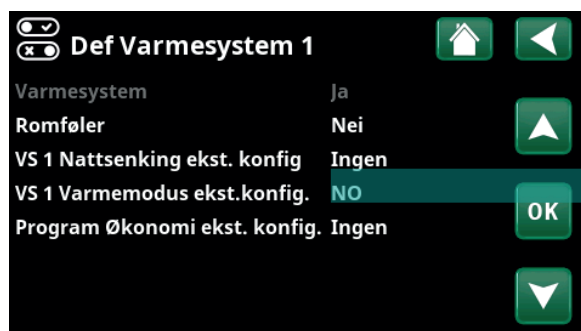 Def Varmesystem 1
Varmesystem Ja
Romføler Nei
VS 1 Nattsenking ekst. konfig Ingen
VS 1 Varmemodus ekst.konfig. NO
Program Økonomi ekst. konfig. Ingen
OK